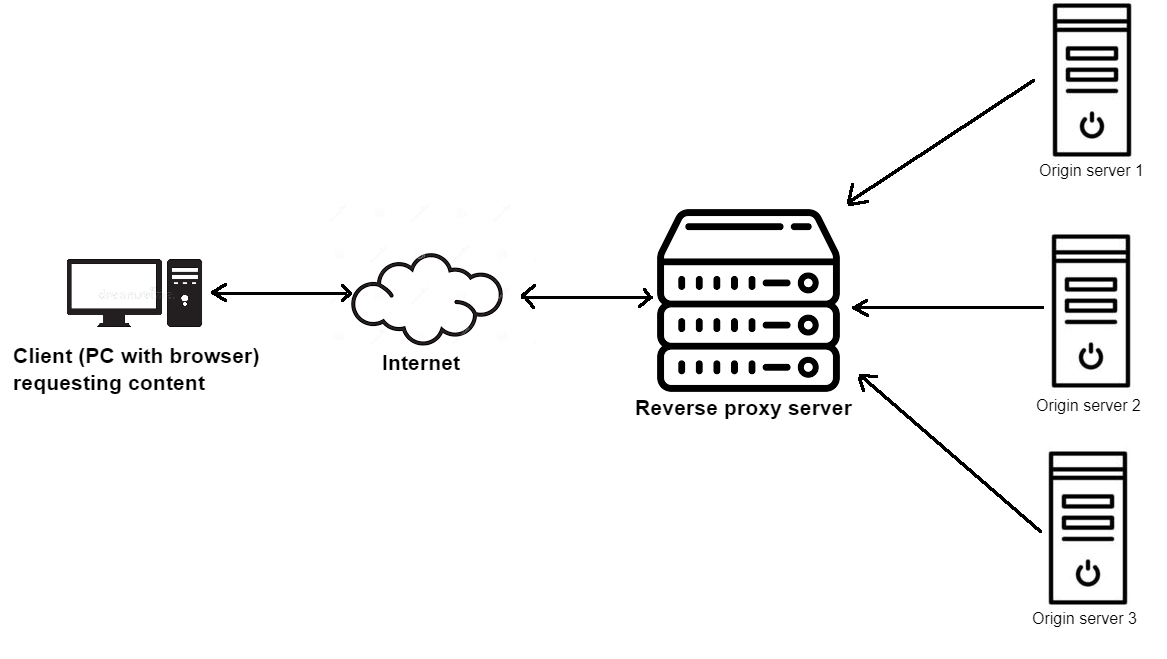 Origin server 1
Client (PC with browser)
requesting content
Internet
Reverse proxy server
Origin server 2
Origin server 3